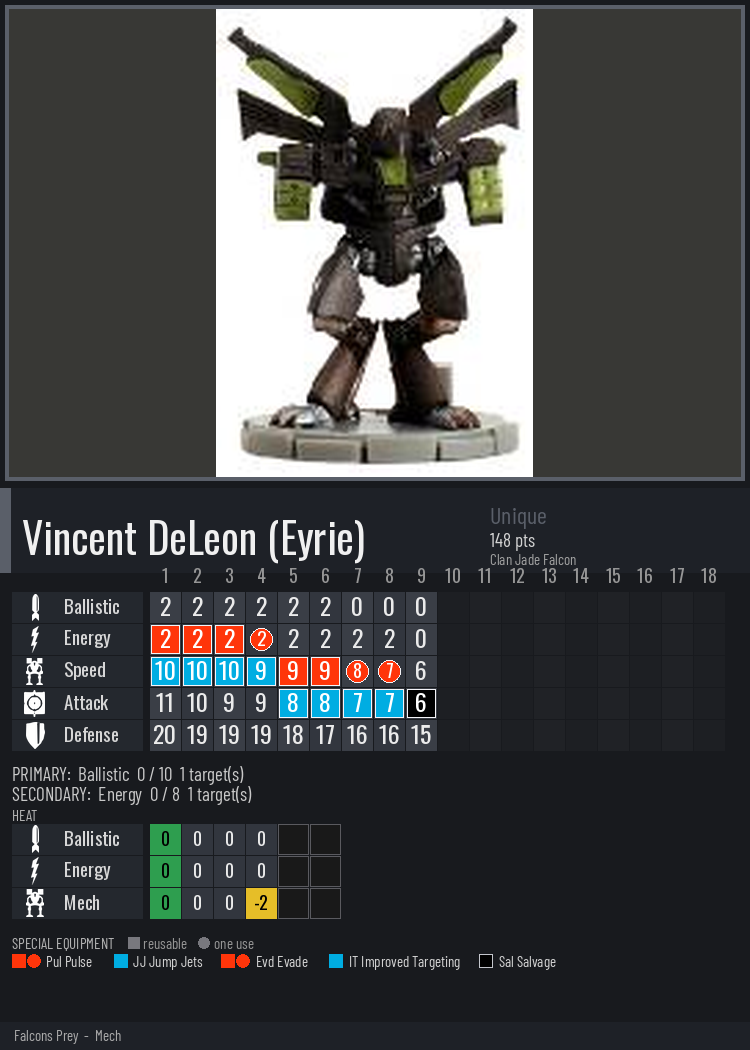 Vincent DeLeon (Eyrie)
Unique
148 pts
Clan Jade Falcon
1 2 3 4 5 6 7 8 9 10 11 12 13 14 15 16 17 18
Ballistic 2 2 2 2 2 2 0 0 0
Energy 2 2 2 2 2 2 2 2 0
Speed 10 10 10 9 9 9 8 7 6
Attack 11 10 9 9 8 8 7 7 6
Defense 20 19 19 19 18 17 16 16 15
PRIMARY: Ballistic 0 / 10 1 target(s)
SECONDARY: Energy 0 / 8 1 target(s)
HEAT
Ballistic 0 0 0 0
Energy 0 0 0 0
Mech 0 0 0 -2
SPECIAL EQUIPMENT reusable one use
Pul Pulse JJ Jump Jets Evd Evade IT Improved Targeting Sal Salvage
Falcons Prey - Mech